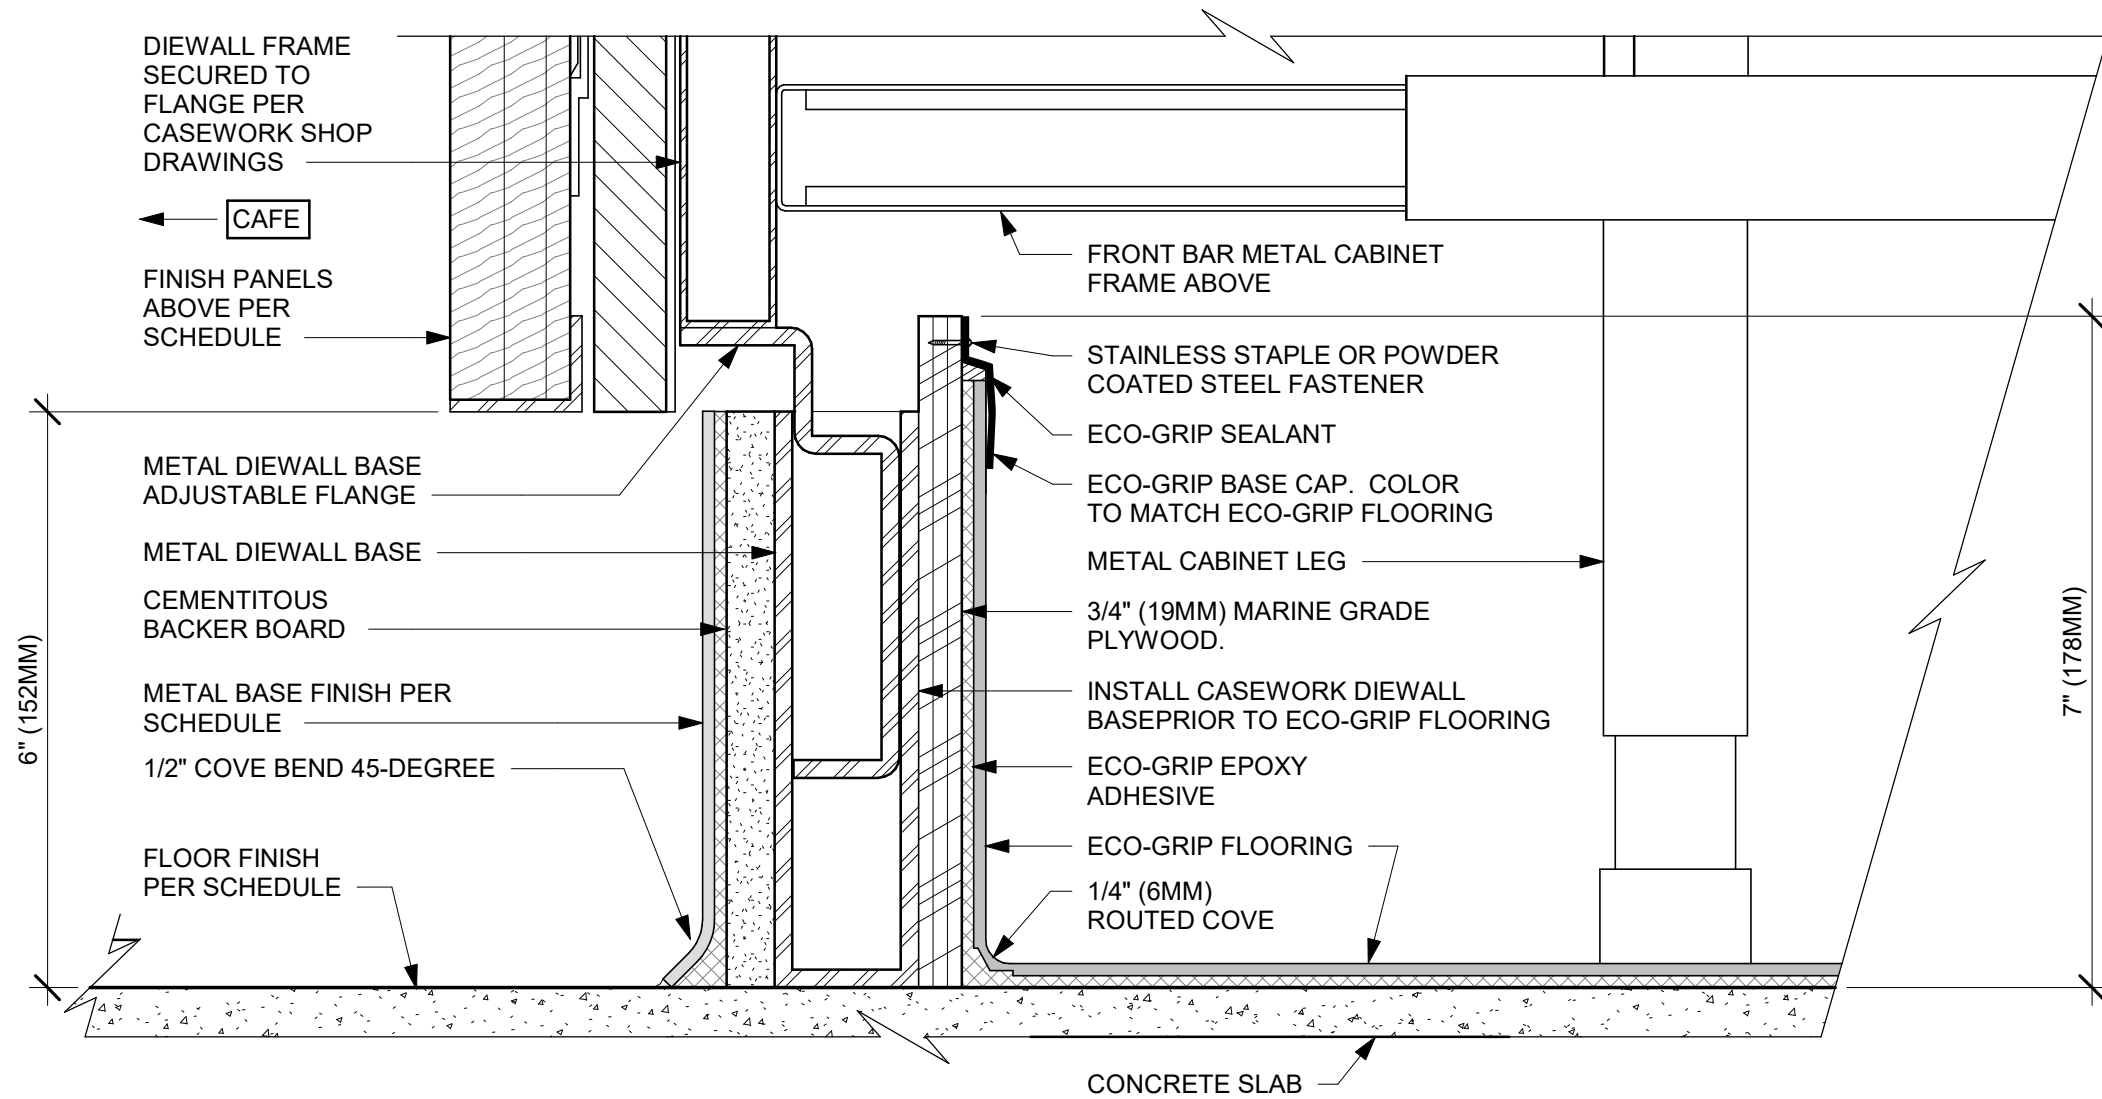 DIEWALL FRAME
SECURED TO
FLANGE PER
CASEWORK SHOP
DRAWINGS
CAFE
FINISH PANELS
ABOVE PER
SCHEDULE
METAL DIEWALL BASE
ADJUSTABLE FLANGE
METAL DIEWALL BASE
CEMENTITOUS
BACKER BOARD
METAL BASE FINISH PER
SCHEDULE
1/2" COVE BEND 45-DEGREE
FLOOR FINISH
PER SCHEDULE
6" (152MM)
FRONT BAR METAL CABINET
FRAME ABOVE
STAINLESS STAPLE OR POWDER
COATED STEEL FASTENER
ECO-GRIP SEALANT
ECO-GRIP BASE CAP. COLOR
TO MATCH ECO-GRIP FLOORING
METAL CABINET LEG
3/4" (19MM) MARINE GRADE
PLYWOOD.
INSTALL CASEWORK DIEWALL
BASEPRIOR TO ECO-GRIP FLOORING
ECO-GRIP EPOXY
ADHESIVE
ECO-GRIP FLOORING
1/4" (6MM)
ROUTED COVE
CONCRETE SLAB
7" (178MM)